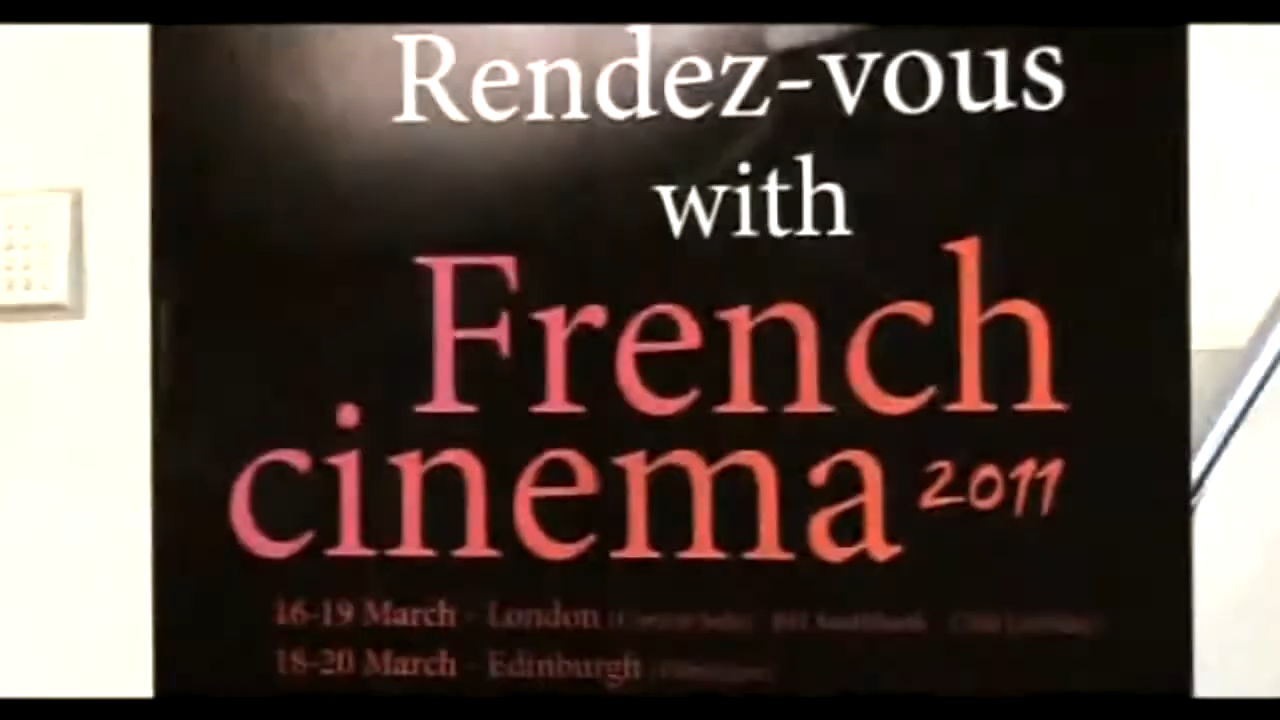 Rendez-vous
with
French
cinema 2011
16-19 March - London
18-20 March - Edinburgh